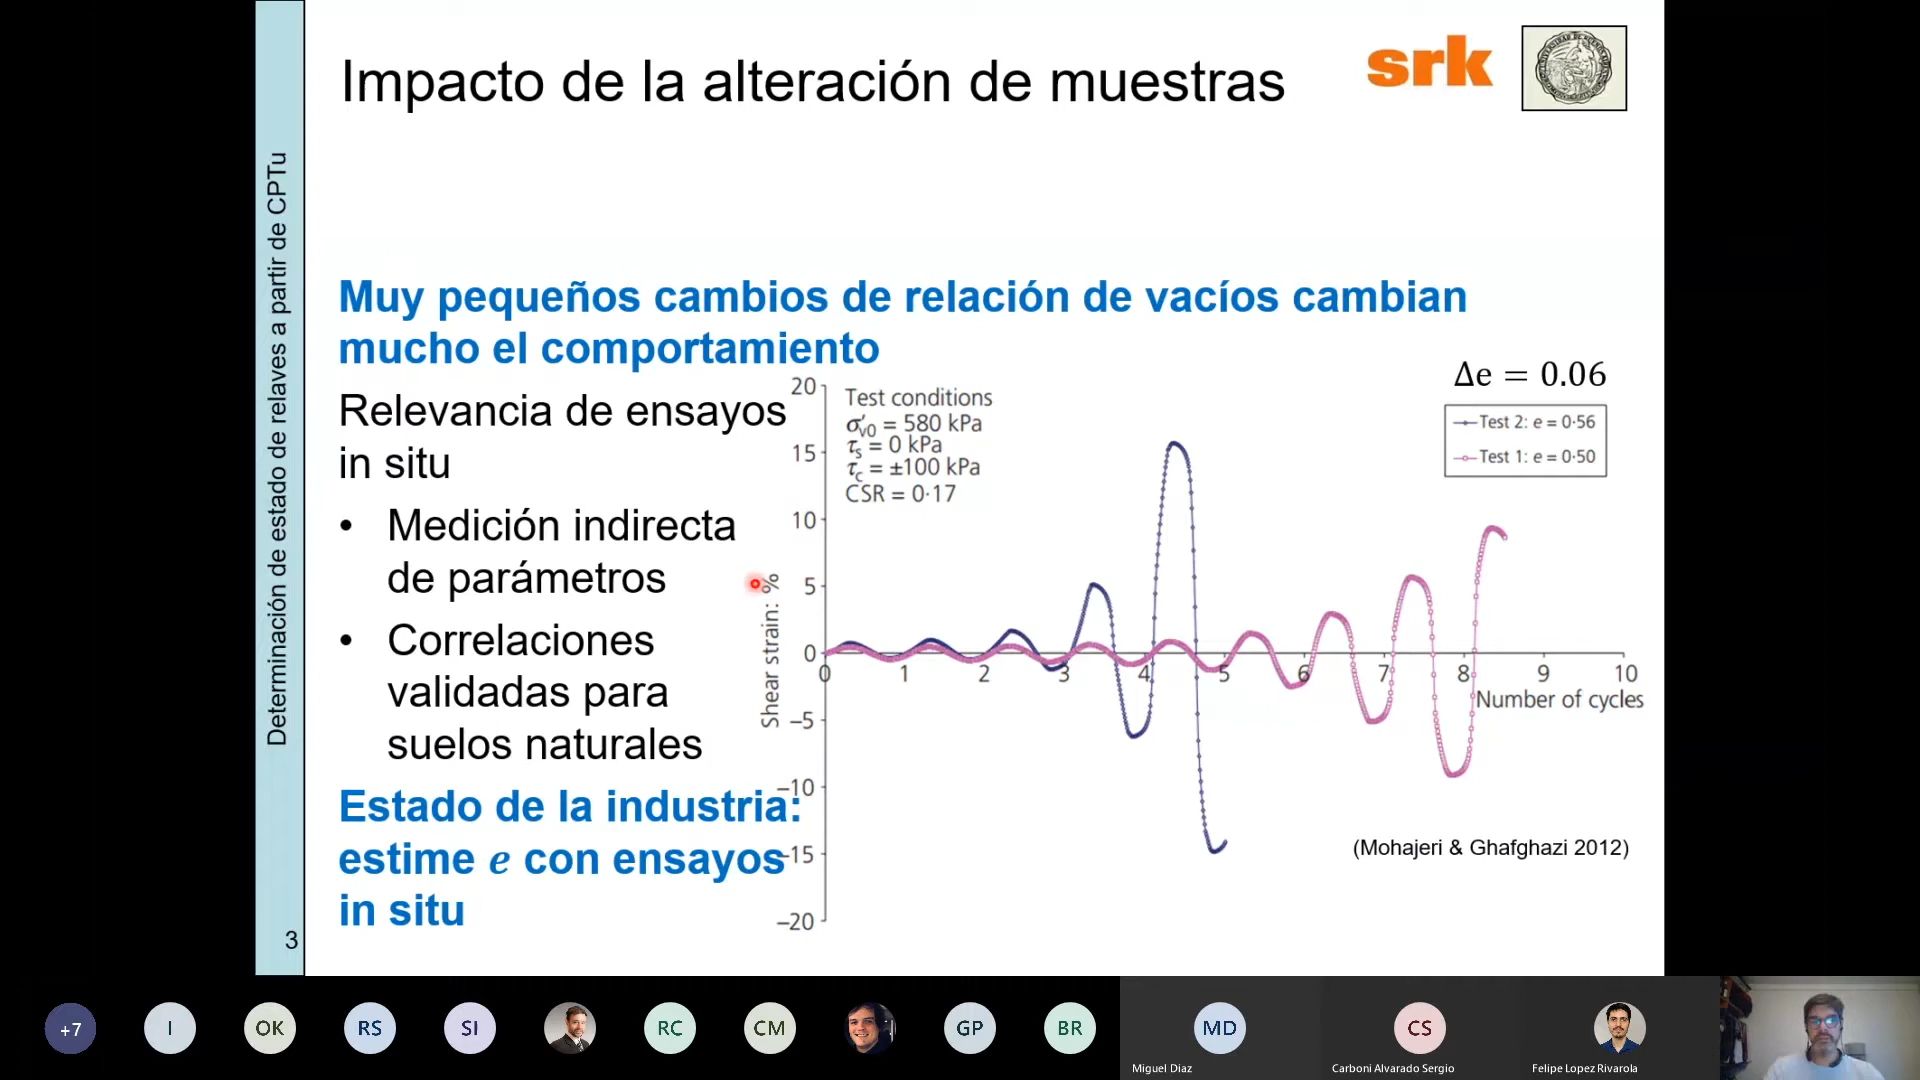 Impacto de la alteración de muestras
srk
Determinación de estado de relaves a partir de CPTu
Muy pequeños cambios de relación de vacíos cambian
mucho el comportamiento
Relevancia de ensayos
in situ
• Medición indirecta
de parámetros
• Correlaciones
validadas para
suelos naturales
Estado de la industria:
estime e con ensayos
in situ
3
Δe = 0.06
Test 2: e = 0·56
Test 1: e = 0·50
Test conditions
σ′v0 = 580 kPa
τs = 0 kPa
τc = ±100 kPa
CSR = 0·17
Shear strain: %
20
15
10
5
0
–5
–10
–15
–20
0 1 2 3 4 5 6 7 8 9 10
Number of cycles
(Mohajeri & Ghafghazi 2012)
+7
I
OK
RS
SI
RC
CM
GP
BR
MD
Miguel Diaz
CS
Carboni Alvarado Sergio
Felipe Lopez Rivarola